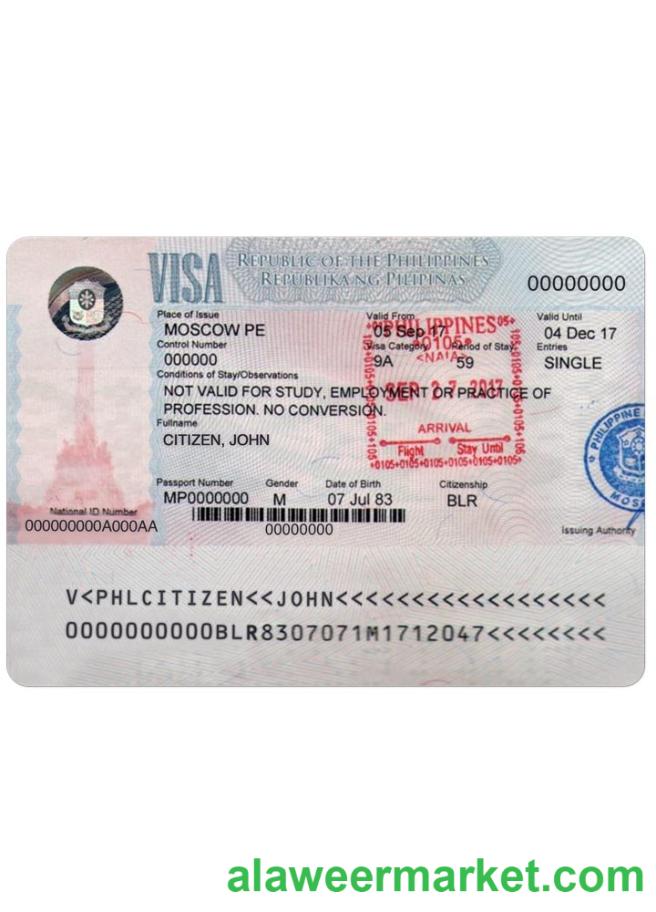 VISA
REPUBLIC OF THE PHILIPPINES
REPUBLIKA NG PILIPINAS
00000000
Place of Issue Valid From Valid Until
MOSCOW PE 05 Sep 17 04 Dec 17
Control Number Visa Category Period of Stay Entries
000000 9A 59 SINGLE
Conditions of Stay/Observations
NOT VALID FOR STUDY, EMPLOYMENT OR PRACTICE OF
PROFESSION. NO CONVERSION.
Fullname
CITIZEN, JOHN
PHILIPPINES
0105
<NAIA>
SEP 2 7 2017
ARRIVAL
Flight Stay Until
+0105+0105+0105+0105+0105+0105+
Passport Number Gender Date of Birth Citizenship
MP0000000 M 07 Jul 83 BLR
National ID Number
000000000A000AA
00000000
PHILIPPINE
MOS
Issuing Authority
V<PHLCITIZEN<<JOHN<<<<<<<<<<<<<<<<<<
0000000000BLR8307071M1712047<<<<<<<<
alaweermarket.com